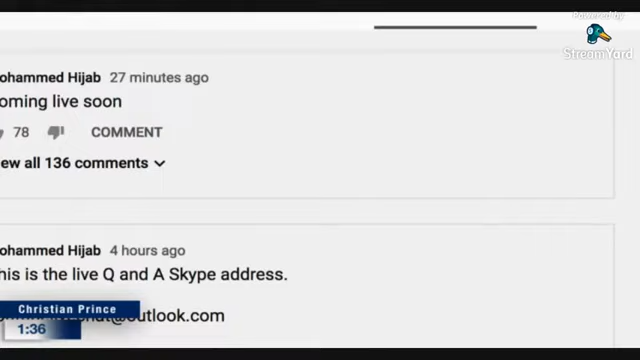 Powered by
StreamYard
ohammed Hijab 27 minutes ago
oming live soon
78 COMMENT
ew all 136 comments
ohammed Hijab 4 hours ago
his is the live Q and A Skype address.
@outlook.com
Christian Prince
1:36